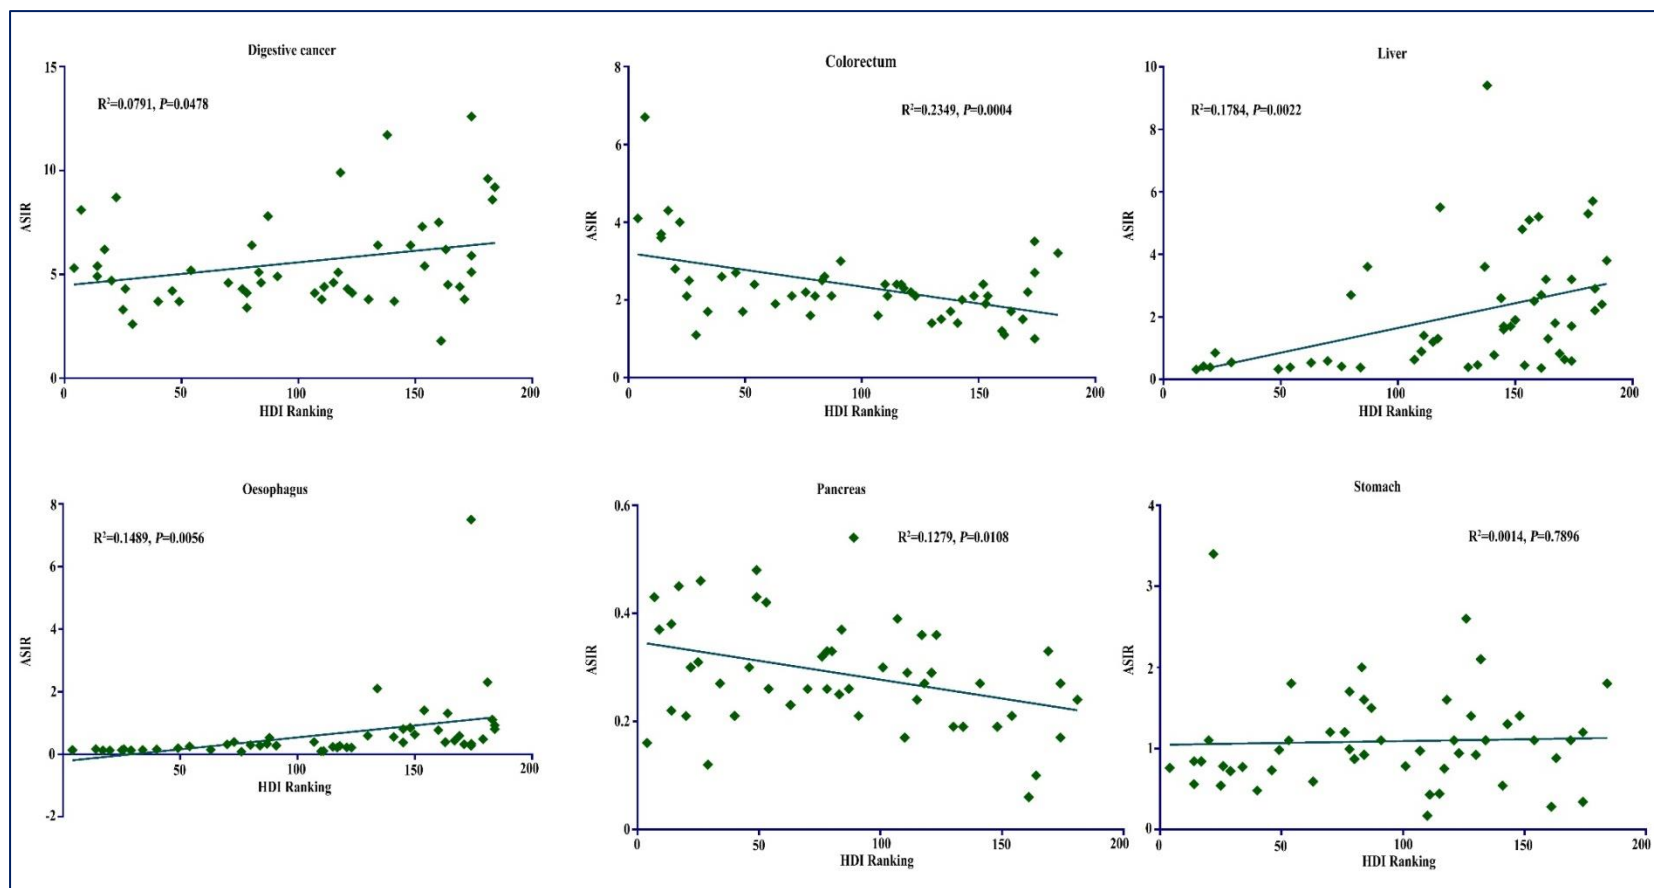 Digestive cancer
R²=0.0791, P=0.0478
15
10
5
0
ASIR
0 50 100 150 200
HDI Ranking
Colorectum
R²=0.2349, P=0.0004
8
6
4
2
0
ASIR
0 50 100 150 200
HDI Ranking
Liver
R²=0.1784, P=0.0022
10
8
6
4
2
0
ASIR
0 50 100 150 200
HDI Ranking
Oesophagus
R²=0.1489, P=0.0056
8
6
4
2
0
-2
ASIR
50 100 150 200
HDI Ranking
Pancreas
R²=0.1279, P=0.0108
0.6
0.4
0.2
0
ASIR
0 50 100 150 200
HDI Ranking
Stomach
R²=0.0014, P=0.7896
4
3
2
1
0
ASIR
0 50 100 150 200
HDI Ranking